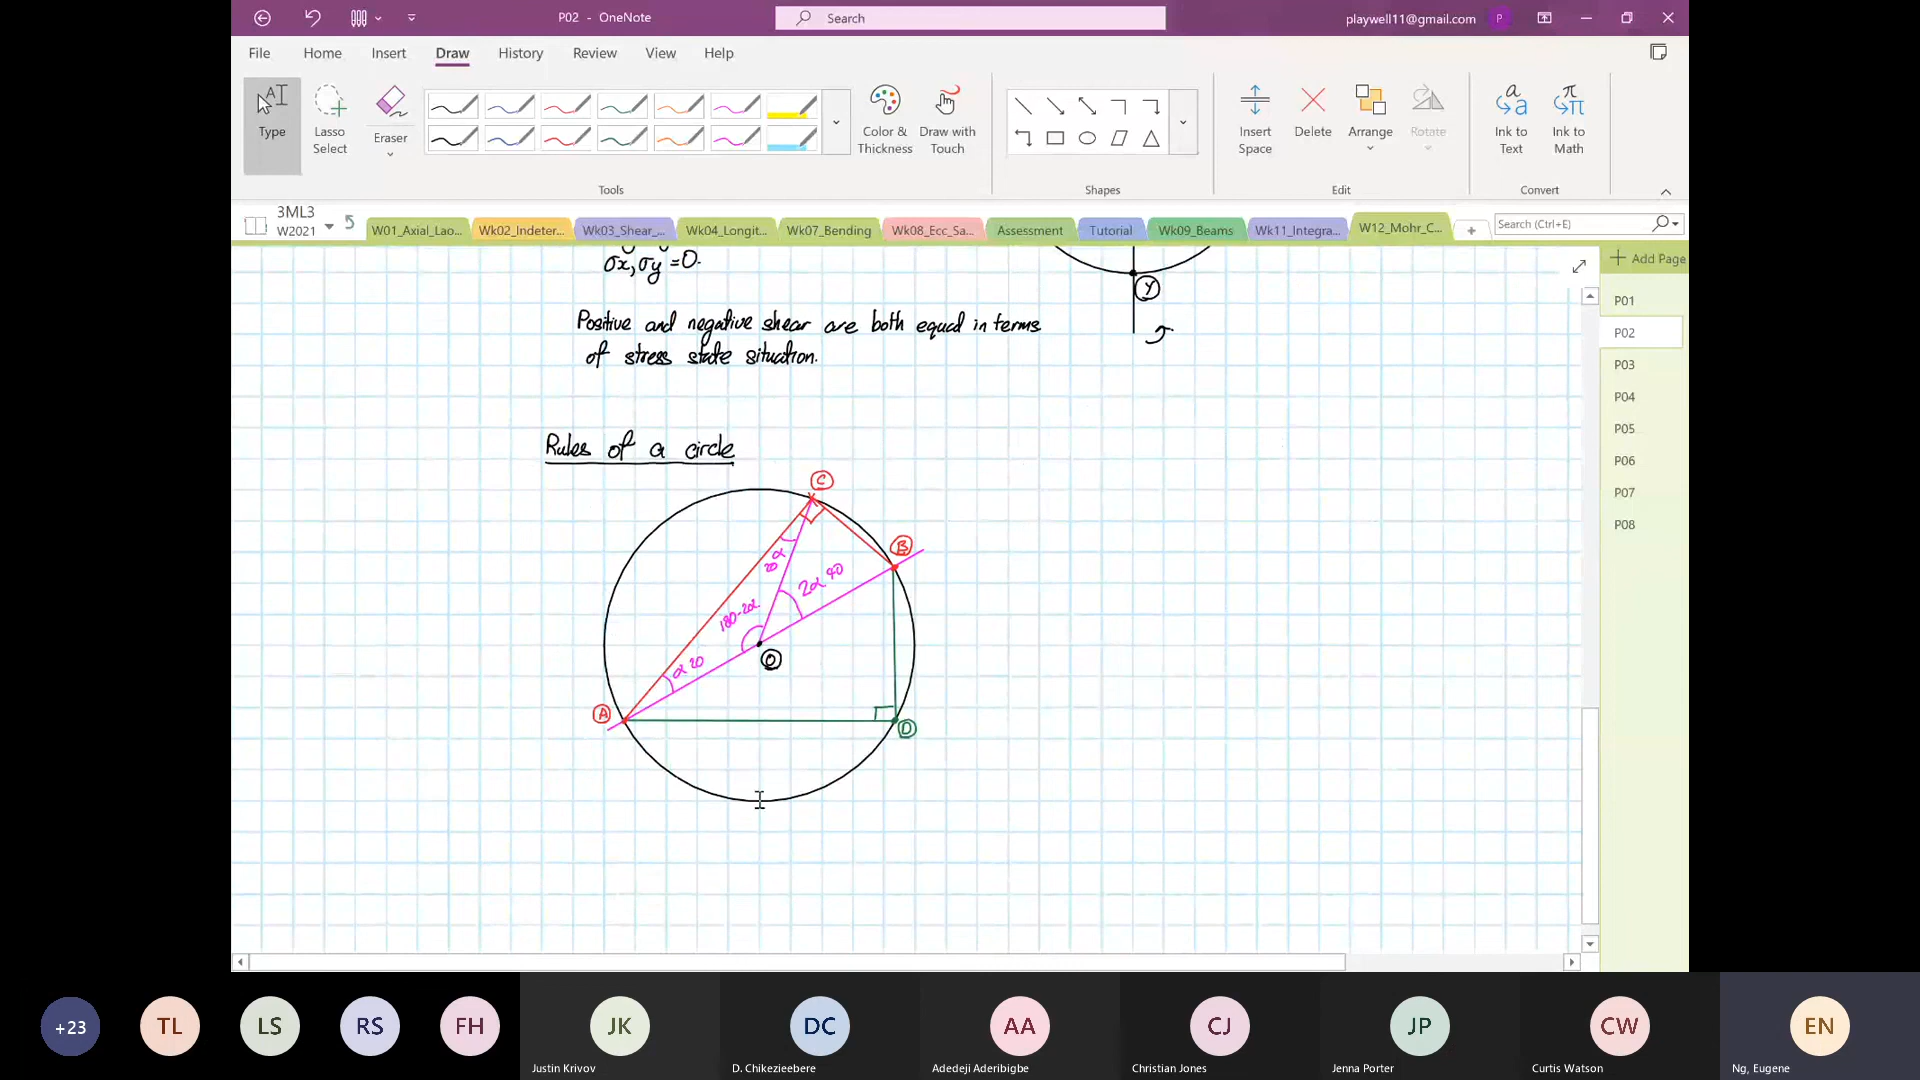 P02 - OneNote
Search
playwell11@gmail.com
P
File Home Insert Draw History Review View Help
Type
Lasso Select
Eraser
Color & Thickness
Draw with Touch
Insert Space
Delete
Arrange
Rotate
Ink to Text
Ink to Math
Tools
Shapes
Edit
Convert
3ML3
W2021
W01_Axial_Lao...
Wk02_Indeter...
Wk03_Shear_...
Wk04_Longit...
Wk07_Bending
Wk08_Ecc_Sa...
Assessment
Tutorial
Wk09_Beams
Wk11_Integra...
W12_Mohr_C...
Search (Ctrl+E)
Add Page
P01
P02
P03
P04
P05
P06
P07
P08
σx, σy = 0.
Y
Positive and negative shear are both equal in terms
of stress state situation.
Rules of a circle
C
B
α
20
2α 40
180-2α
O
α 20
A
D
+23
TL
LS
RS
FH
JK
DC
AA
CJ
JP
CW
EN
Justin Krivov
D. Chikezieebere
Adedeji Aderibigbe
Christian Jones
Jenna Porter
Curtis Watson
Ng, Eugene